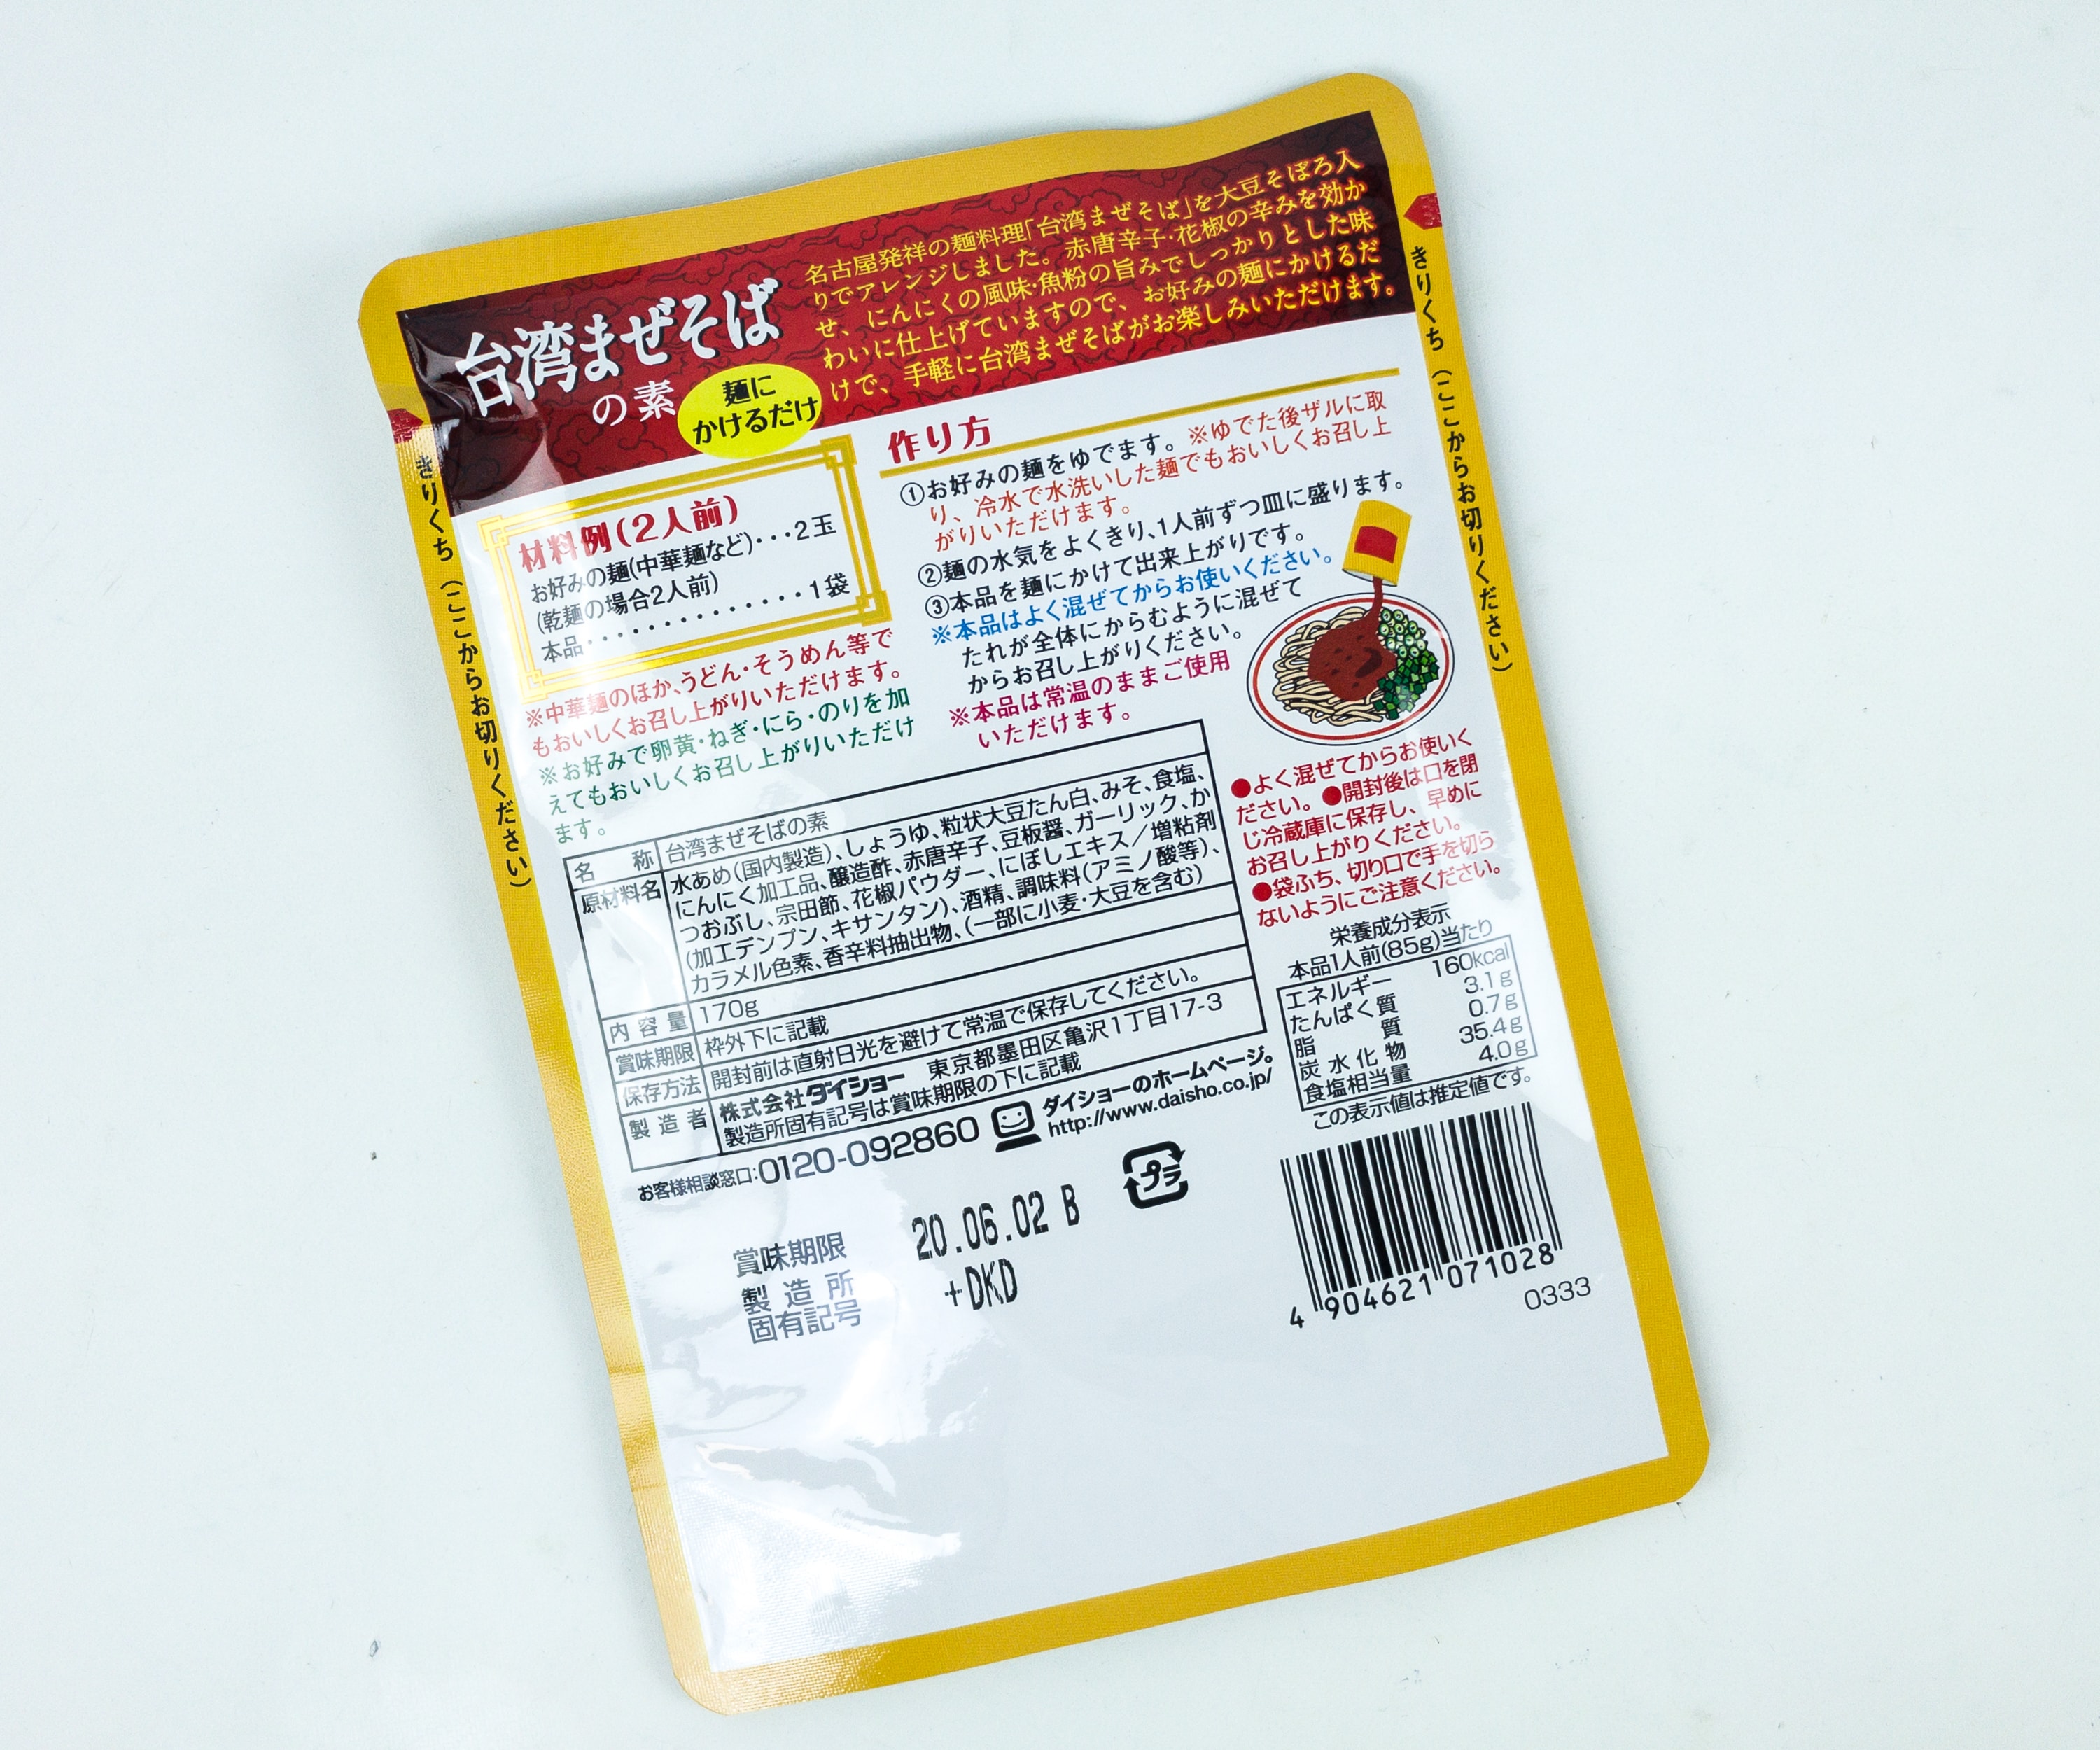 台湾まぜそば
の素
麺に
かけるだけ
名古屋発祥の麺料理「台湾まぜそば」を大豆そぼろ入
りでアレンジしました。赤唐辛子・花椒の辛みを効か
せ、にんにくの風味・魚粉の旨みでしっかりとした味
わいに仕上げていますので、お好みの麺にかけるだ
けで、手軽に台湾まぜそばがお楽しみいただけます。
きりくち(ここからお切りください)
きりくち(ここからお切りください)
材料例(2人前)
お好みの麺(中華麺など)・・・2玉
(乾麺の場合2人前)
本品・・・・・・・・・・・・・・1袋
※中華麺のほか、うどん・そうめん等で
もおいしくお召し上がりいただけます。
※お好みで卵黄・ねぎ・にら・のりを加
えてもおいしくお召し上がりいただけ
ます。
作り方
①お好みの麺をゆでます。※ゆでた後ザルに取
り、冷水で水洗いした麺でもおいしくお召し上
がりいただけます。
②麺の水気をよくきり、1人前ずつ皿に盛ります。
③本品を麺にかけて出来上がりです。
※本品はよく混ぜてからお使いください。
たれが全体にからむように混ぜて
からお召し上がりください。
※本品は常温のままご使用
いただけます。
名称 台湾まぜそばの素
原材料名 水あめ(国内製造)、しょうゆ、粒状大豆たん白、みそ、食塩、
にんにく加工品、醸造酢、赤唐辛子、豆板醤、ガーリック、か
つおぶし、宗田節、花椒パウダー、にぼしエキス/増粘剤
(加工デンプン、キサンタン)、酒精、調味料(アミノ酸等)、
カラメル色素、香辛料抽出物、(一部に小麦・大豆を含む)
内容量 170g
賞味期限 枠外下に記載
保存方法 開封前は直射日光を避けて常温で保存してください。
製造者 株式会社ダイショー 東京都墨田区亀沢1丁目17-3
製造所固有記号は賞味期限の下に記載
お客様相談窓口:0120-092860
ダイショーのホームページ。
http://www.daisho.co.jp/
●よく混ぜてからお使いく
ださい。●開封後は口を閉
じ冷蔵庫に保存し、早めに
お召し上がりください。
●袋ふち、切り口で手を切ら
ないようにご注意ください。
栄養成分表示
本品1人前(85g)当たり
エネルギー 160kcal
たんぱく質 3.1g
脂質 0.7g
炭水化物 35.4g
食塩相当量 4.0g
この表示値は推定値です。
プラ
賞味期限 20.06.02 B
製造所 +DKD
固有記号
4 904621 071028
0333